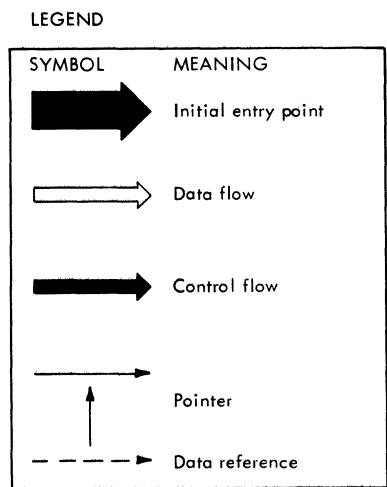 LEGEND
SYMBOL MEANING
Initial entry point
Data flow
Control flow
Pointer
Data reference